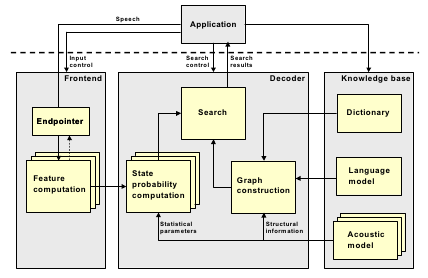 Speech
Application
Input
control
Search
control
Search
results
Frontend
Decoder
Knowledge base
Endpointer
Search
Dictionary
Feature
computation
State
probability
computation
Graph
construction
Language
model
Statistical
parameters
Structural
information
Acoustic
model